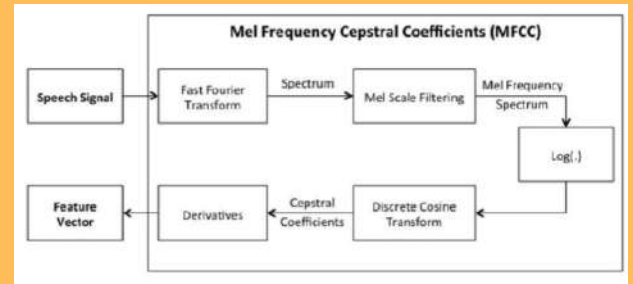 Mel Frequency Cepstral Coefficients (MFCC)
Speech Signal
Fast Fourier
Transform
Spectrum
Mel Scale Filtering
Mel Frequency
Spectrum
Log(.)
Feature
Vector
Derivatives
Cepstral
Coefficients
Discrete Cosine
Transform